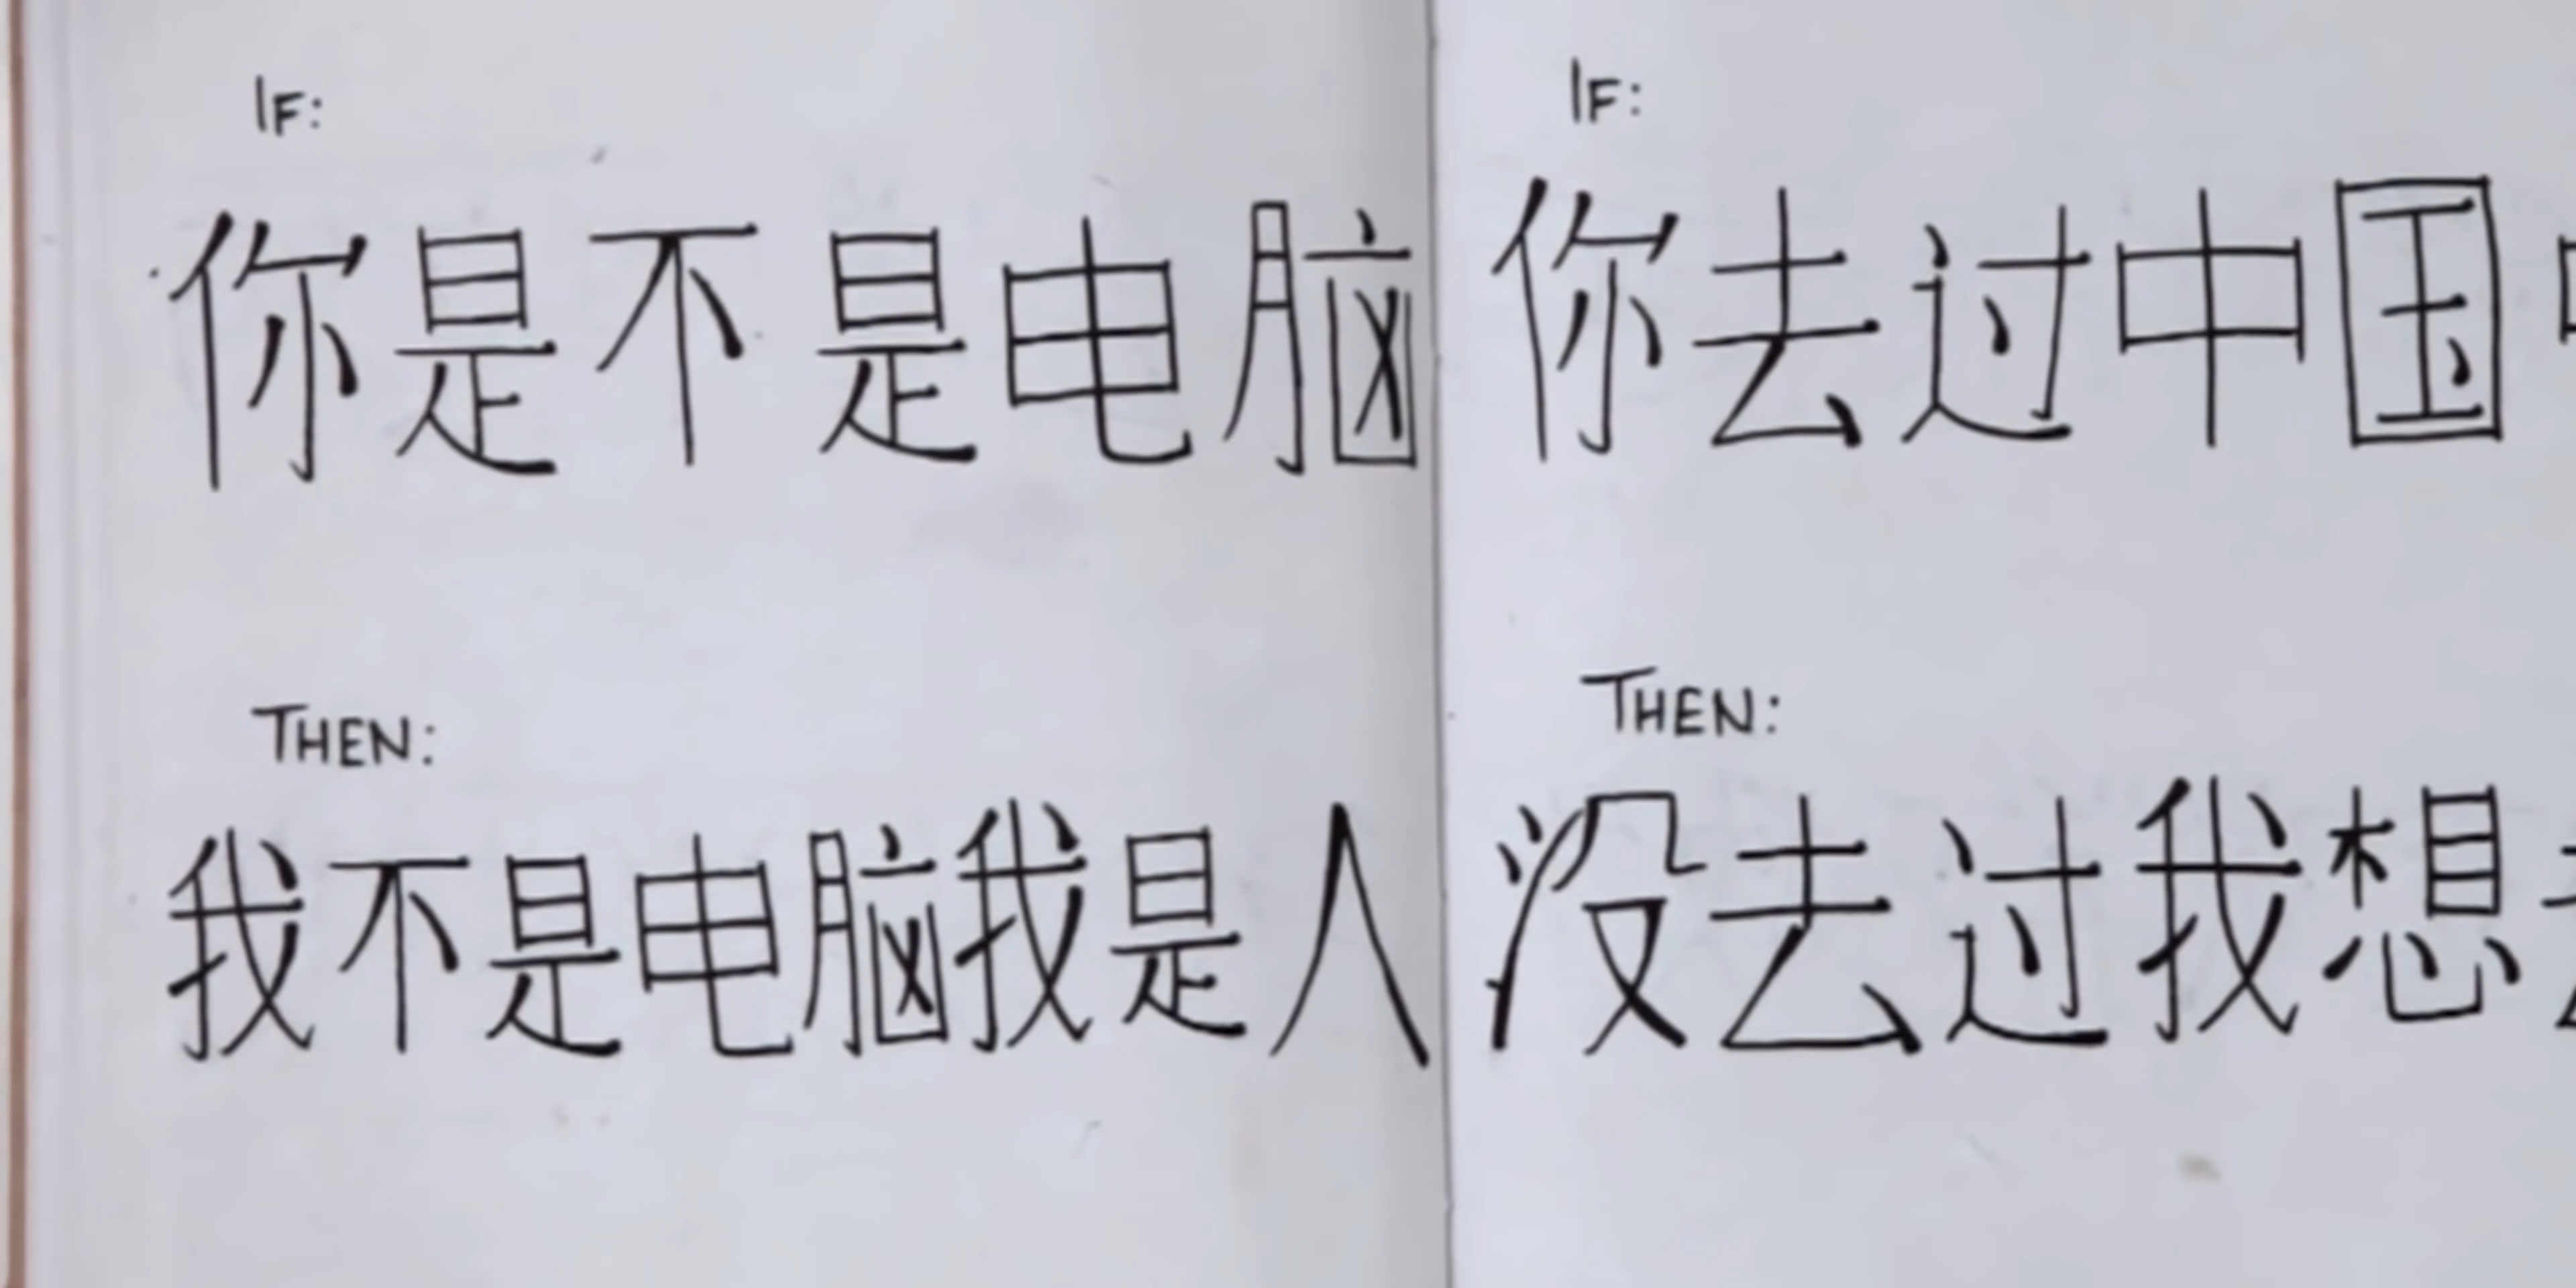 IF:
你是不是电脑
THEN:
我不是电脑我是人
IF:
你去过中国
THEN:
没去过我想